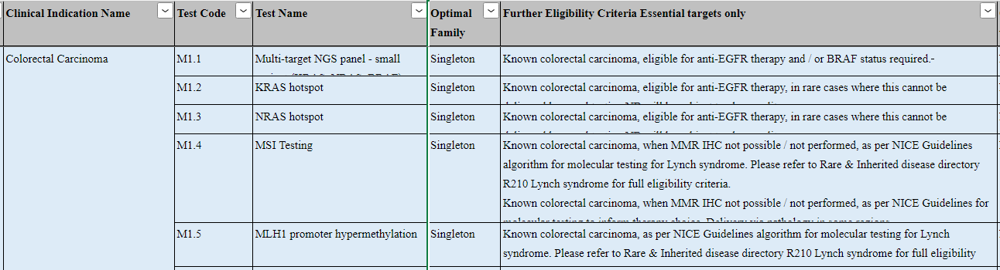 Clinical Indication Name
Test Code
Test Name
Optimal
Family
Further Eligibility Criteria Essential targets only
Colorectal Carcinoma
M1.1
Multi-target NGS panel - small
Singleton
Known colorectal carcinoma, eligible for anti-EGFR therapy and / or BRAF status required.-
M1.2
KRAS hotspot
Singleton
Known colorectal carcinoma, eligible for anti-EGFR therapy, in rare cases where this cannot be
M1.3
NRAS hotspot
Singleton
Known colorectal carcinoma, eligible for anti-EGFR therapy, in rare cases where this cannot be
M1.4
MSI Testing
Singleton
Known colorectal carcinoma, when MMR IHC not possible / not performed, as per NICE Guidelines
algorithm for molecular testing for Lynch syndrome. Please refer to Rare & Inherited disease directory
R210 Lynch syndrome for full eligibility criteria.
Known colorectal carcinoma, when MMR IHC not possible / not performed, as per NICE Guidelines for
M1.5
MLH1 promoter hypermethylation
Singleton
Known colorectal carcinoma, as per NICE Guidelines algorithm for molecular testing for Lynch
syndrome. Please refer to Rare & Inherited disease directory R210 Lynch syndrome for full eligibility